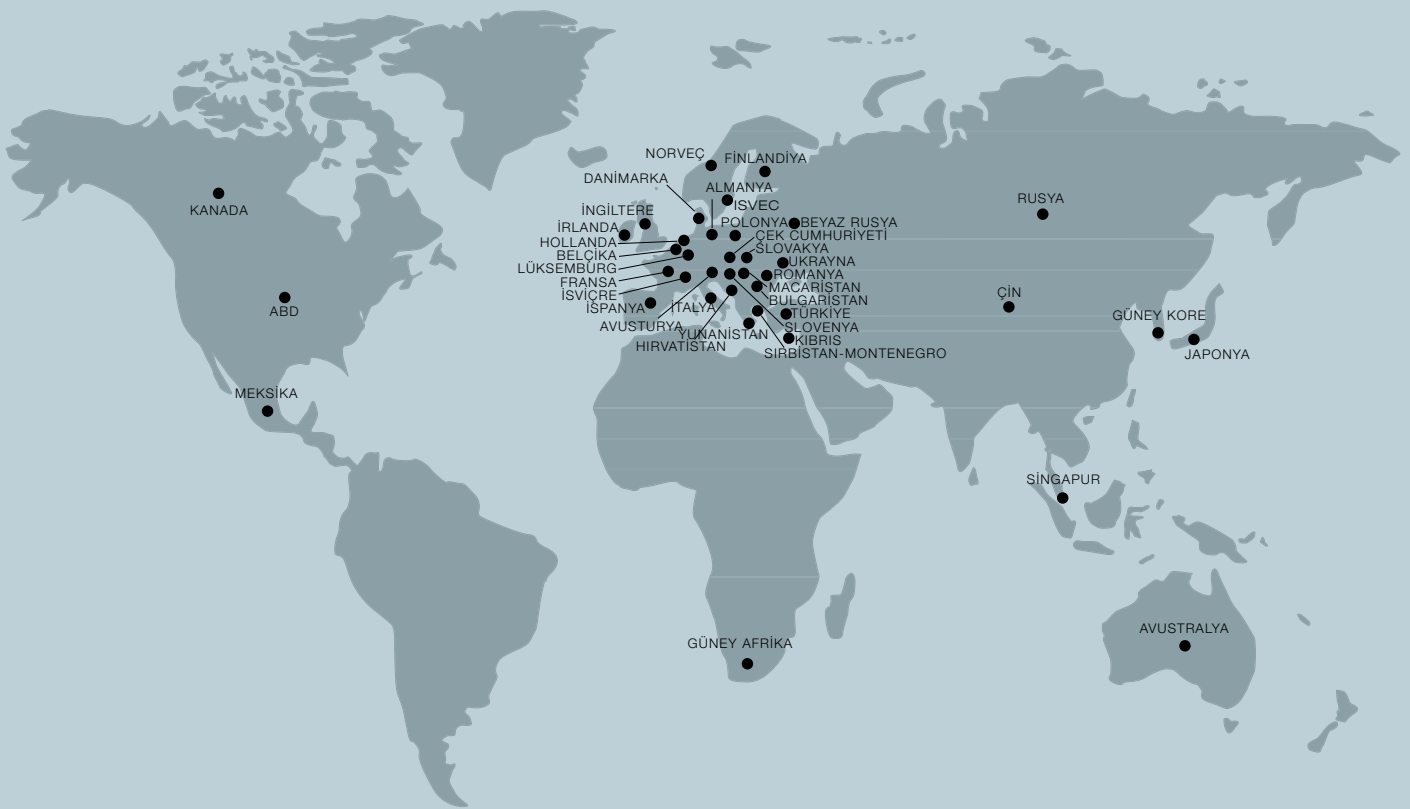 NORVEÇ
FİNLANDİYA
DANİMARKA
ALMANYA
KANADA
RUSYA
ISVEC
İNGİLTERE
POLONYA
BEYAZ RUSYA
İRLANDA
ÇEK CUMHURİYETİ
HOLLANDA
SLOVAKYA
BELÇİKA
UKRAYNA
LÜKSEMBURG
ROMANYA
FRANSA
MACARİSTAN
İSVİÇRE
BULGARİSTAN
ÇİN
İSPANYA
İTALYA
TÜRKİYE
ABD
GÜNEY KORE
AVUSTURYA
SLOVENYA
YUNANİSTAN
KIBRIS
HIRVATİSTAN
SIRBİSTAN-MONTENEGRO
JAPONYA
MEKSİKA
SİNGAPUR
AVUSTRALYA
GÜNEY AFRİKA